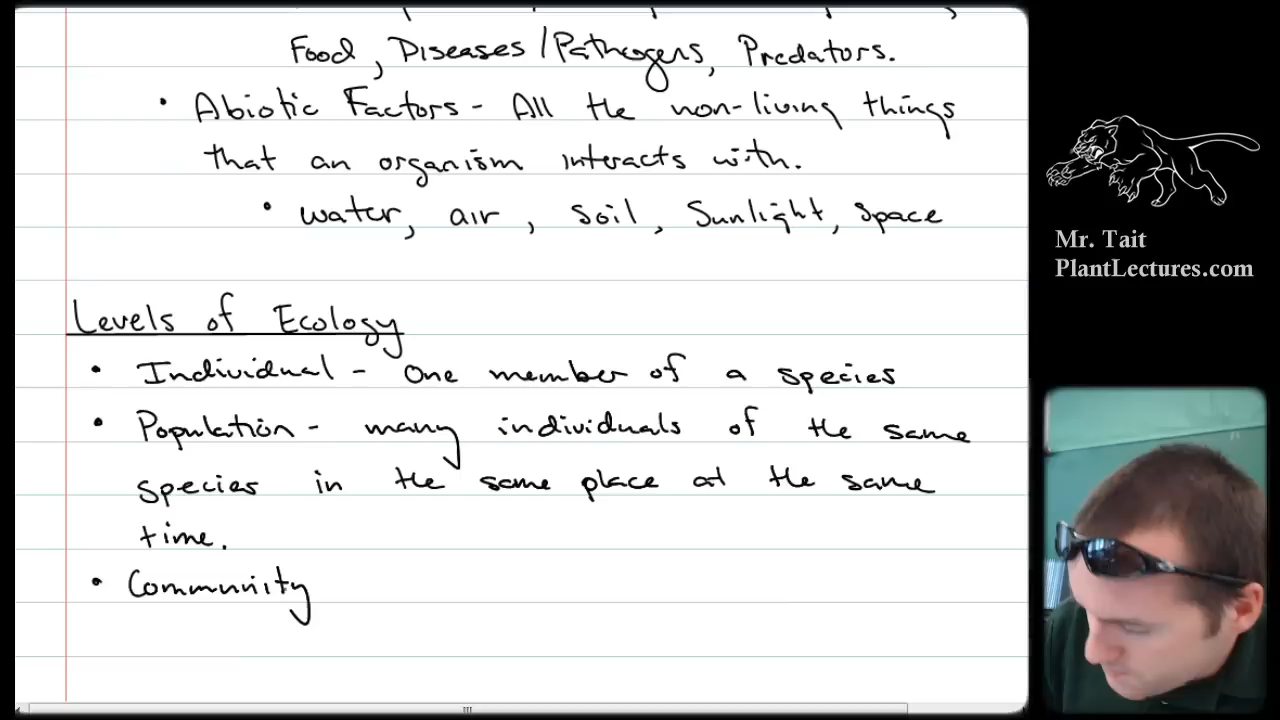 Food, Diseases/Pathogens, Predators.
• Abiotic Factors - All the non-living things
that an organism interacts with.
• water, air, soil, Sunlight, space
Levels of Ecology
• Individual - One member of a species
• Population - many individuals of the same
species in the same place at the same
time.
• Community
Mr. Tait
PlantLectures.com